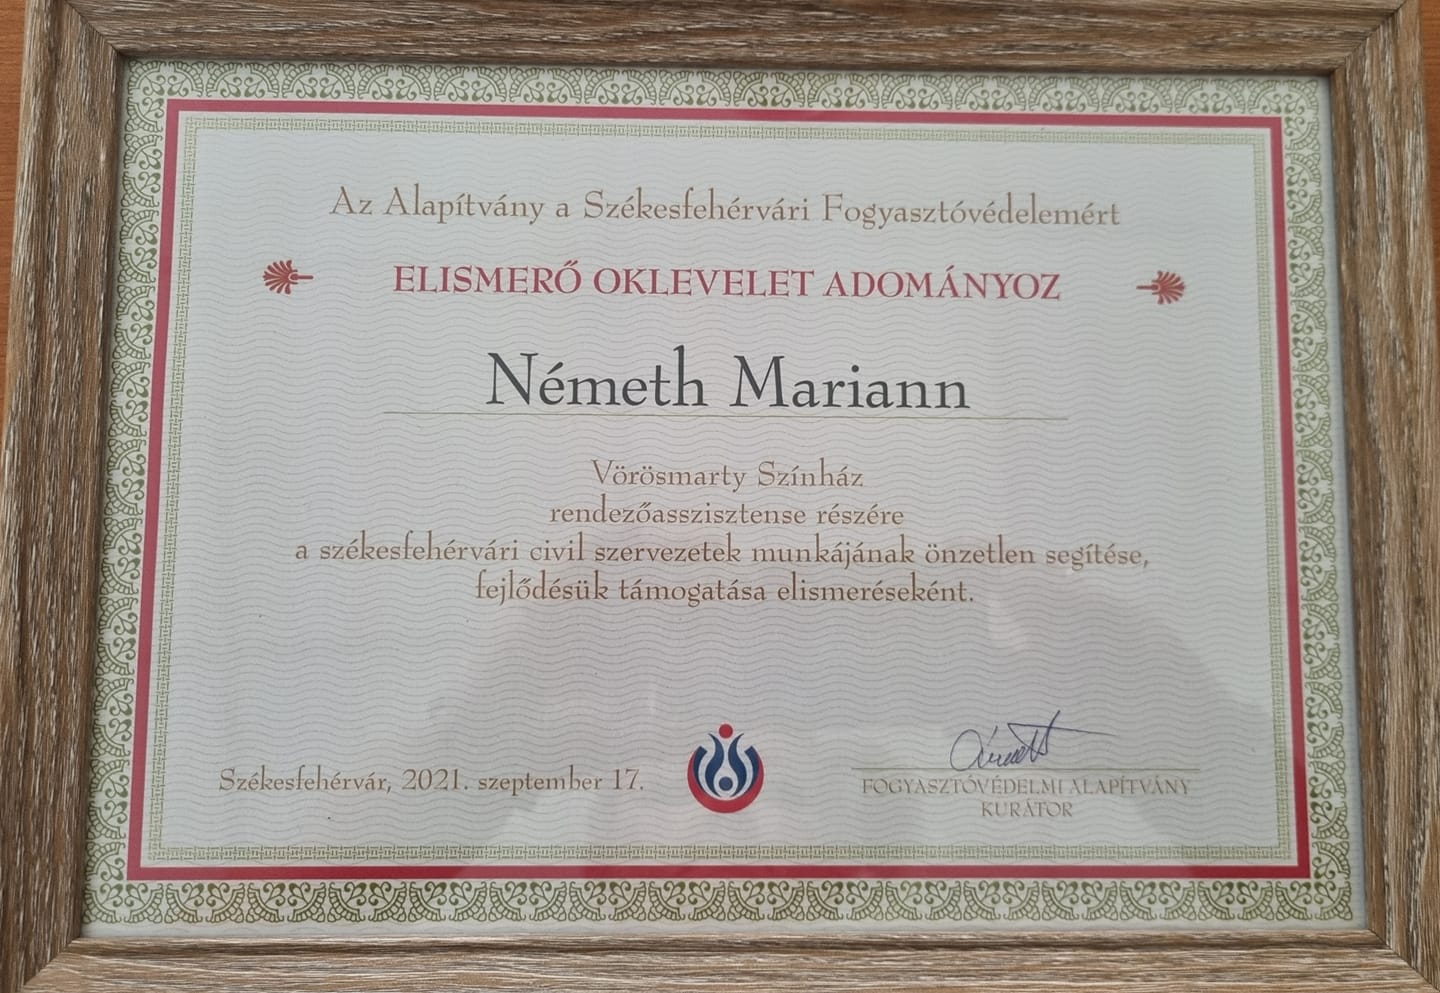 Az Alapítvány a Székesfehérvári Fogyasztóvédelemért
ELISMERŐ OKLEVELET ADOMÁNYOZ
Németh Mariann
Vörösmarty Színház
rendezőasszisztense részére
a székesfehérvári civil szervezetek munkájának önzetlen segítése,
fejlődésük támogatása elismeréseként.
Székesfehérvár, 2021. szeptember 17.
FOGYASZTÓVÉDELMI ALAPÍTVÁNY
KURÁTOR